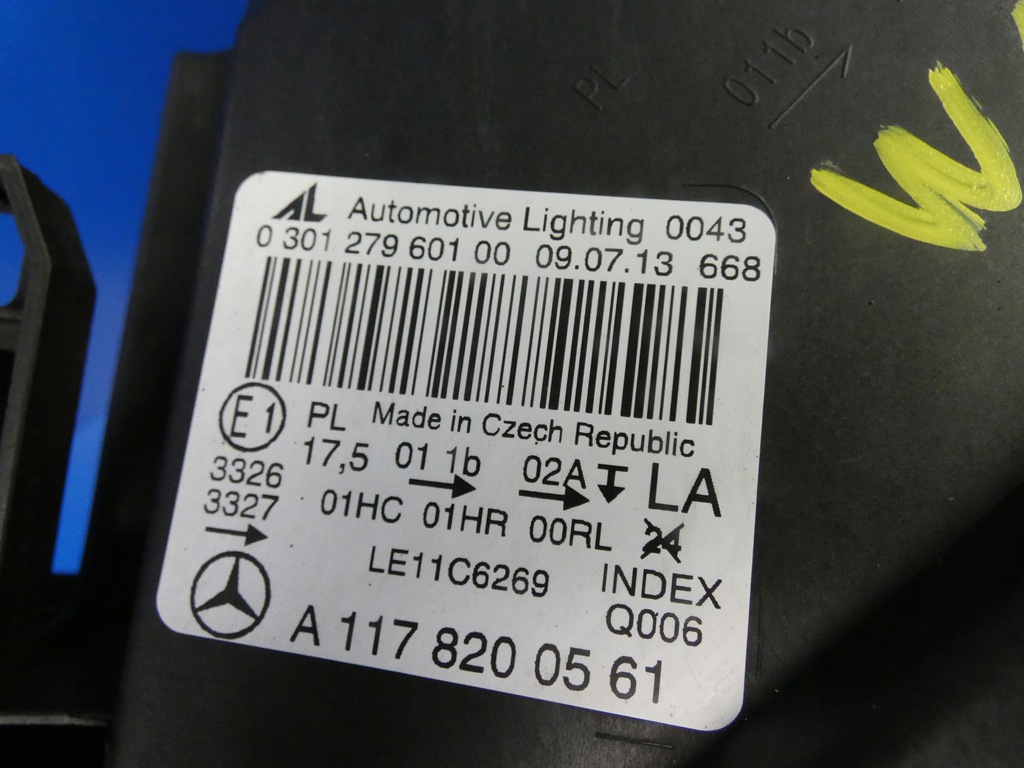 PL 011b
W
AL Automotive Lighting 0043
0 301 279 601 00 09.07.13 668
E1 PL Made in Czech Republic
17,5 01 1b 02A LA
3326
3327 01HC 01HR 00RL 24
LE11C6269 INDEX
Q006
A 117 820 05 61